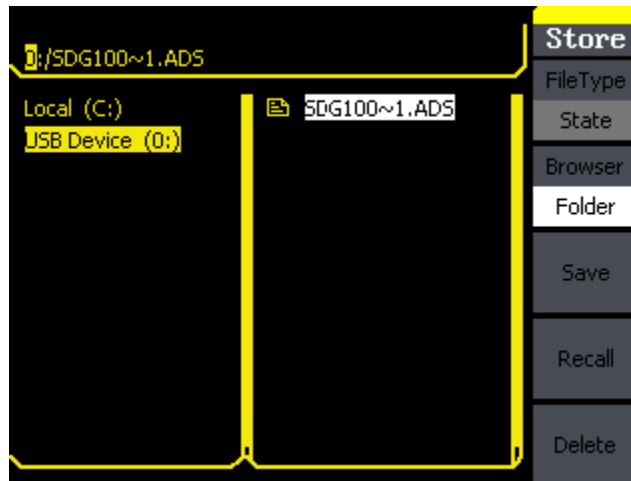 0:/SDG100~1.ADS
Local (C:)
USB Device (0:)
SDG100~1.ADS
Store
FileType
State
Browser
Folder
Save
Recall
Delete